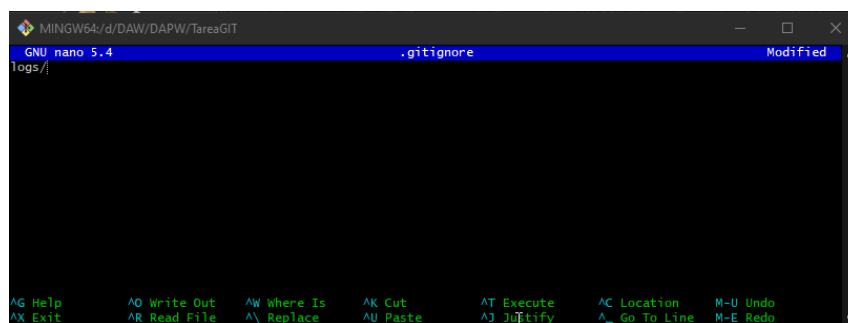 MINGW64:/d/DAW/DAPW/TareaGIT
GNU nano 5.4 .gitignore Modified
logs/
^G Help ^O Write Out ^W Where Is ^K Cut ^T Execute ^C Location M-U Undo
^X Exit ^R Read File ^\ Replace ^U Paste ^J Justify ^_ Go To Line M-E Redo